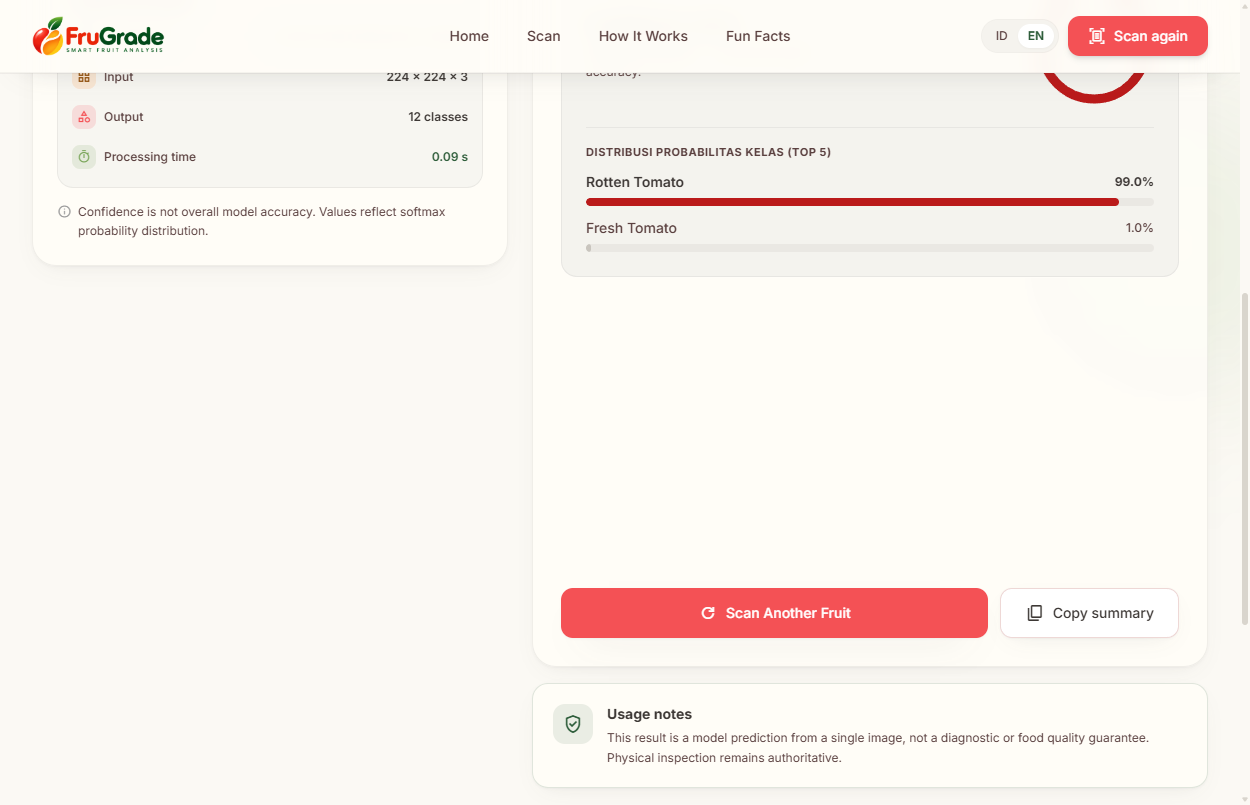 FruGrade
SMART FRUIT ANALYSIS
Home
Scan
How It Works
Fun Facts
ID
EN
Scan again
Input
224 × 224 × 3
Output
12 classes
Processing time
0.09 s
Confidence is not overall model accuracy. Values reflect softmax
probability distribution.
accuracy.
DISTRIBUSI PROBABILITAS KELAS (TOP 5)
Rotten Tomato
99.0%
Fresh Tomato
1.0%
Scan Another Fruit
Copy summary
Usage notes
This result is a model prediction from a single image, not a diagnostic or food quality guarantee.
Physical inspection remains authoritative.